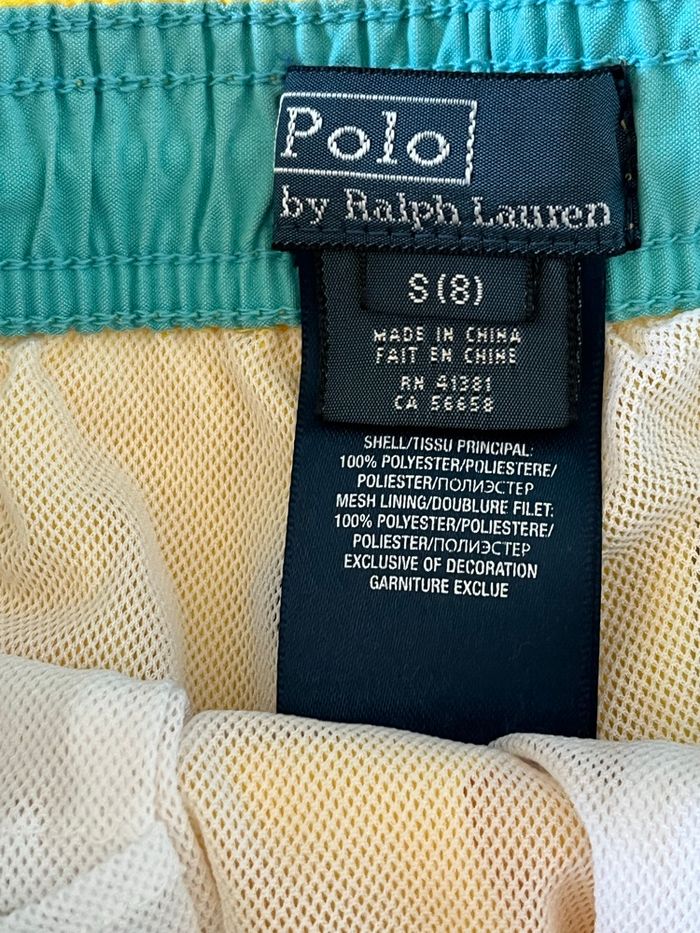 Polo
by Ralph Lauren
S(8)
MADE IN CHINA
FAIT EN CHINE
RN 41381
CA 56658
SHELL/TISSU PRINCIPAL:
100% POLYESTER/POLIESTERE/
POLIESTER/ПОЛИЭСТЕР
MESH LINING/DOUBLURE FILET:
100% POLYESTER/POLIESTERE/
POLIESTER/ПОЛИЭСТЕР
EXCLUSIVE OF DECORATION
GARNITURE EXCLUE